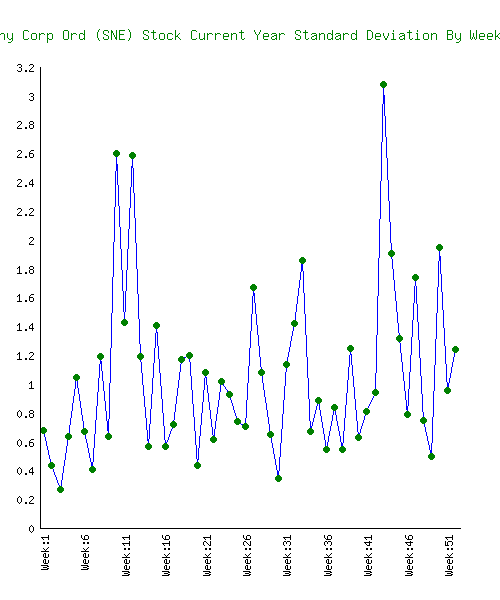 ny Corp Ord (SNE) Stock Current Year Standard Deviation By Week
3.2
3
2.8
2.6
2.4
2.2
2
1.8
1.6
1.4
1.2
1
0.8
0.6
0.4
0.2
0
Week:1
Week:6
Week:11
Week:16
Week:21
Week:26
Week:31
Week:36
Week:41
Week:46
Week:51